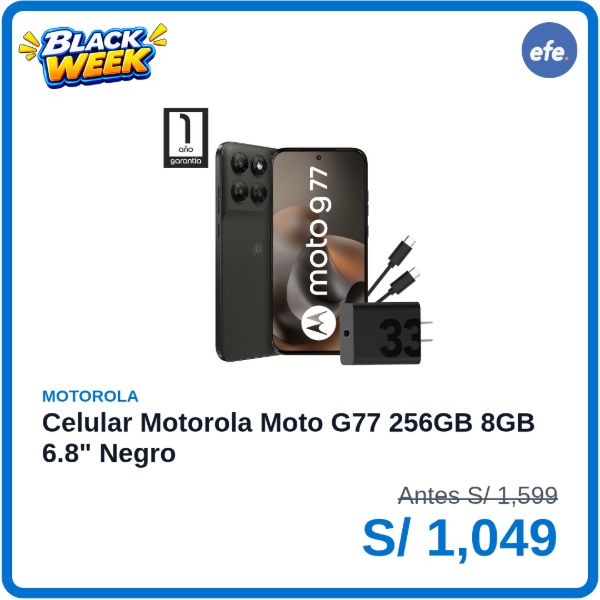 BLACK
WEEK
efe.
1
año
garantía
moto g77
33
MOTOROLA
Celular Motorola Moto G77 256GB 8GB
6.8" Negro
Antes S/ 1,599
S/ 1,049